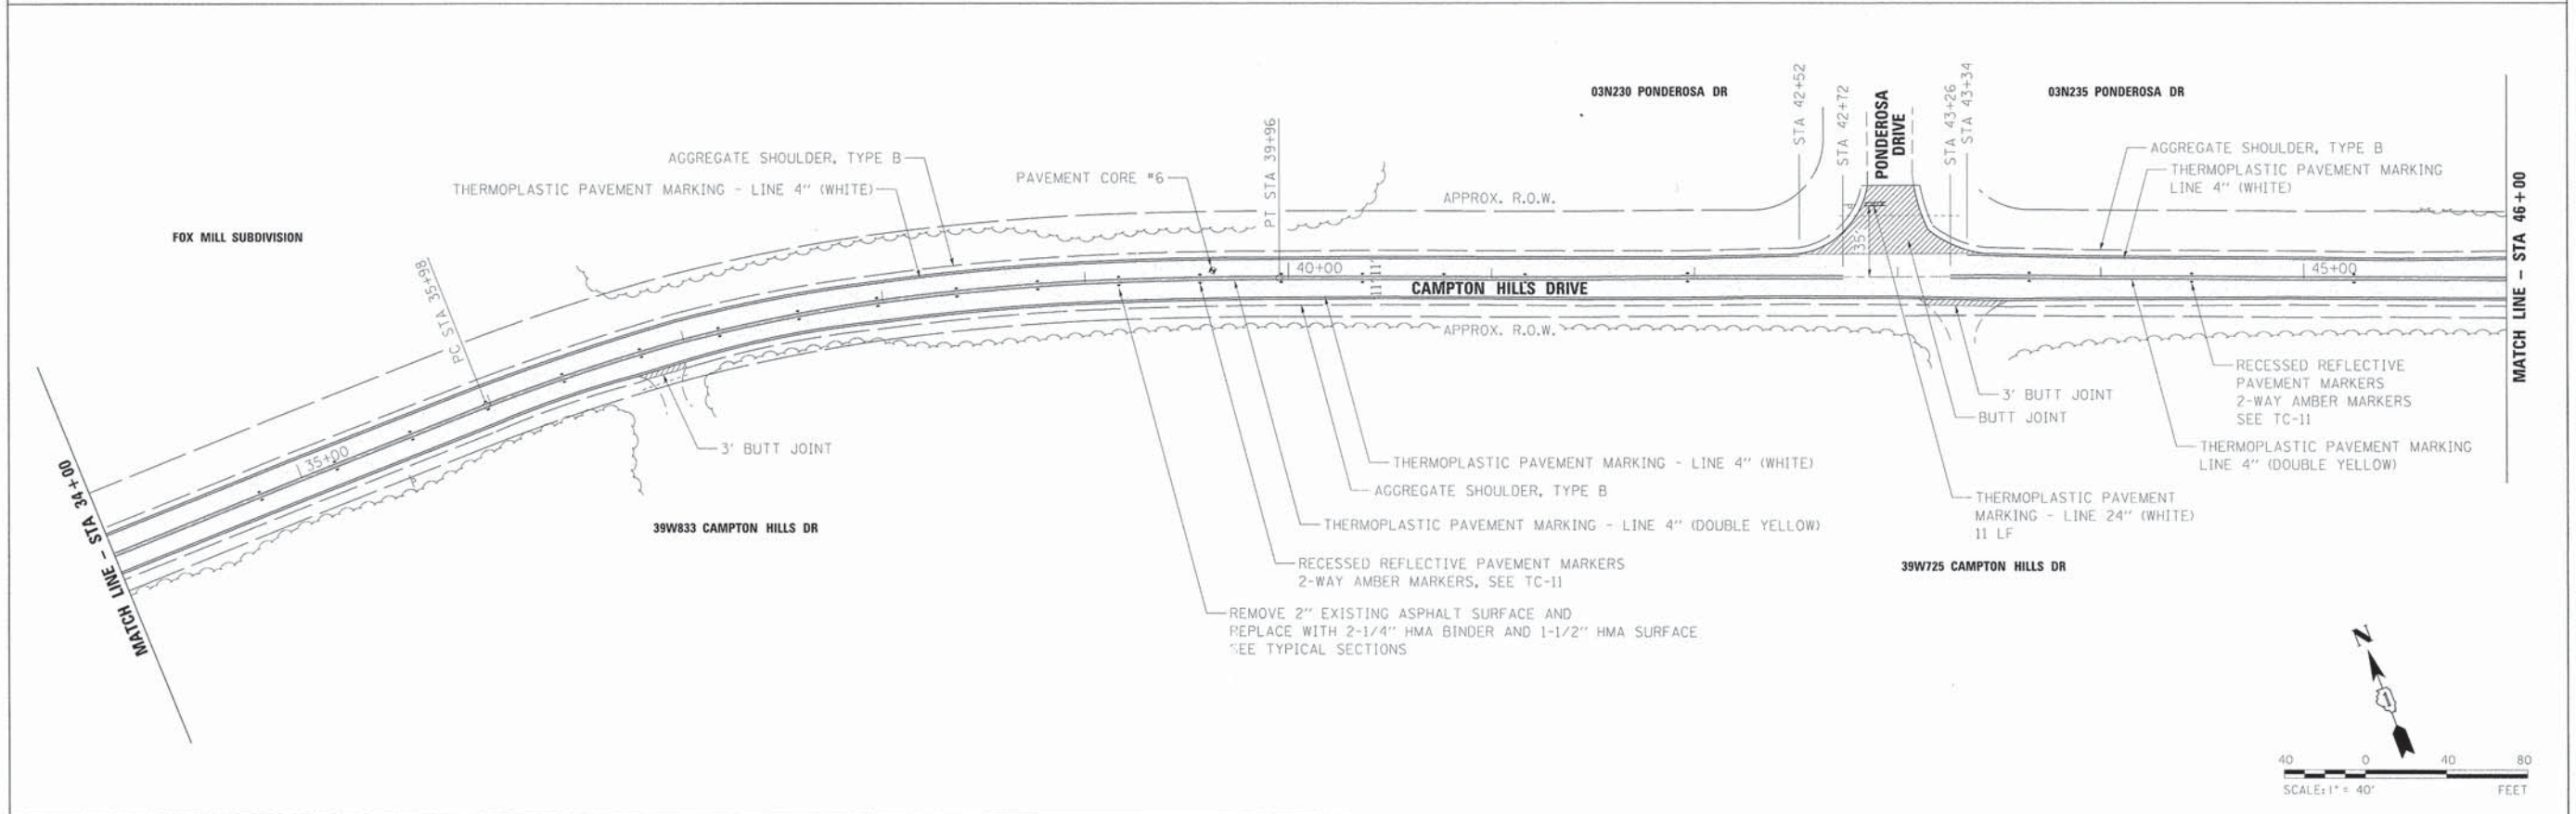 03N230 PONDEROSA DR
STA 42+52
STA 42+72
PONDEROSA
DRIVE
STA 43+26
STA 43+34
03N235 PONDEROSA DR
AGGREGATE SHOULDER, TYPE B
THERMOPLASTIC PAVEMENT MARKING - LINE 4" (WHITE)
PAVEMENT CORE #6
PT STA 39+96
APPROX. R.O.W.
AGGREGATE SHOULDER, TYPE B
THERMOPLASTIC PAVEMENT MARKING
LINE 4" (WHITE)
MATCH LINE - STA 46+00
FOX MILL SUBDIVISION
PC STA 35+98
35'
40+00
45+00
11'
11'
CAMPTON HILLS DRIVE
APPROX. R.O.W.
35+00
3' BUTT JOINT
MATCH LINE - STA 34+00
39W833 CAMPTON HILLS DR
RECESSED REFLECTIVE
PAVEMENT MARKERS
2-WAY AMBER MARKERS
SEE TC-11
3' BUTT JOINT
BUTT JOINT
THERMOPLASTIC PAVEMENT MARKING
LINE 4" (DOUBLE YELLOW)
THERMOPLASTIC PAVEMENT MARKING - LINE 4" (WHITE)
AGGREGATE SHOULDER, TYPE B
THERMOPLASTIC PAVEMENT
MARKING - LINE 24" (WHITE)
11 LF
THERMOPLASTIC PAVEMENT MARKING - LINE 4" (DOUBLE YELLOW)
RECESSED REFLECTIVE PAVEMENT MARKERS
2-WAY AMBER MARKERS, SEE TC-11
39W725 CAMPTON HILLS DR
REMOVE 2" EXISTING ASPHALT SURFACE AND
REPLACE WITH 2-1/4" HMA BINDER AND 1-1/2" HMA SURFACE
SEE TYPICAL SECTIONS
N
40 0 40 80
SCALE: 1" = 40' FEET